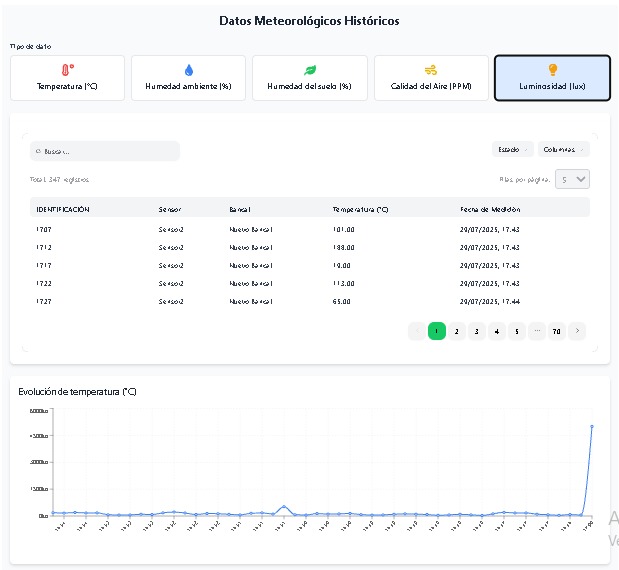 Datos Meteorológicos Históricos
Tipo de dato
Temperatura (°C)
Humedad ambiente (%)
Humedad del suelo (%)
Calidad del Aire (PPM)
Luminosidad (lux)
Buscar...
Estado
Columnas
Total: 347 registros
Filas por página: 5
IDENTIFICACIÓN Sensor Bancal Temperatura (°C) Fecha de Medición
1707 Sensor2 Nuevo Bancal 101.00 29/07/2025, 17:43
1712 Sensor2 Nuevo Bancal 188.00 29/07/2025, 17:43
1717 Sensor2 Nuevo Bancal 19.00 29/07/2025, 17:43
1722 Sensor2 Nuevo Bancal 113.00 29/07/2025, 17:43
1727 Sensor2 Nuevo Bancal 65.00 29/07/2025, 17:44
1 2 3 4 5 ... 70
Evolución de temperatura (°C)
6000lux
4500lux
3000lux
1500lux
0lux